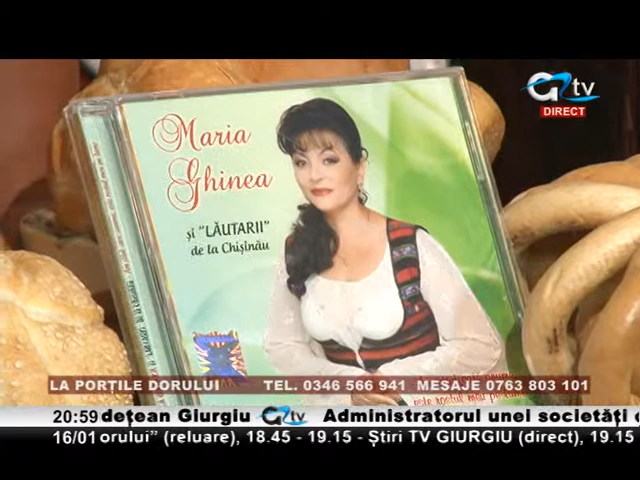 G tv
DIRECT
Maria
Ghinea
și "LĂUTARII"
de la Chișinău
LA PORȚILE DORULUI TEL. 0346 566 941 MESAJE 0763 803 101
20:59 dețean Giurgiu G tv Administratorul unei societăți
16/01 orului" (reluare), 18.45 - 19.15 - Știri TV GIURGIU (direct), 19.15